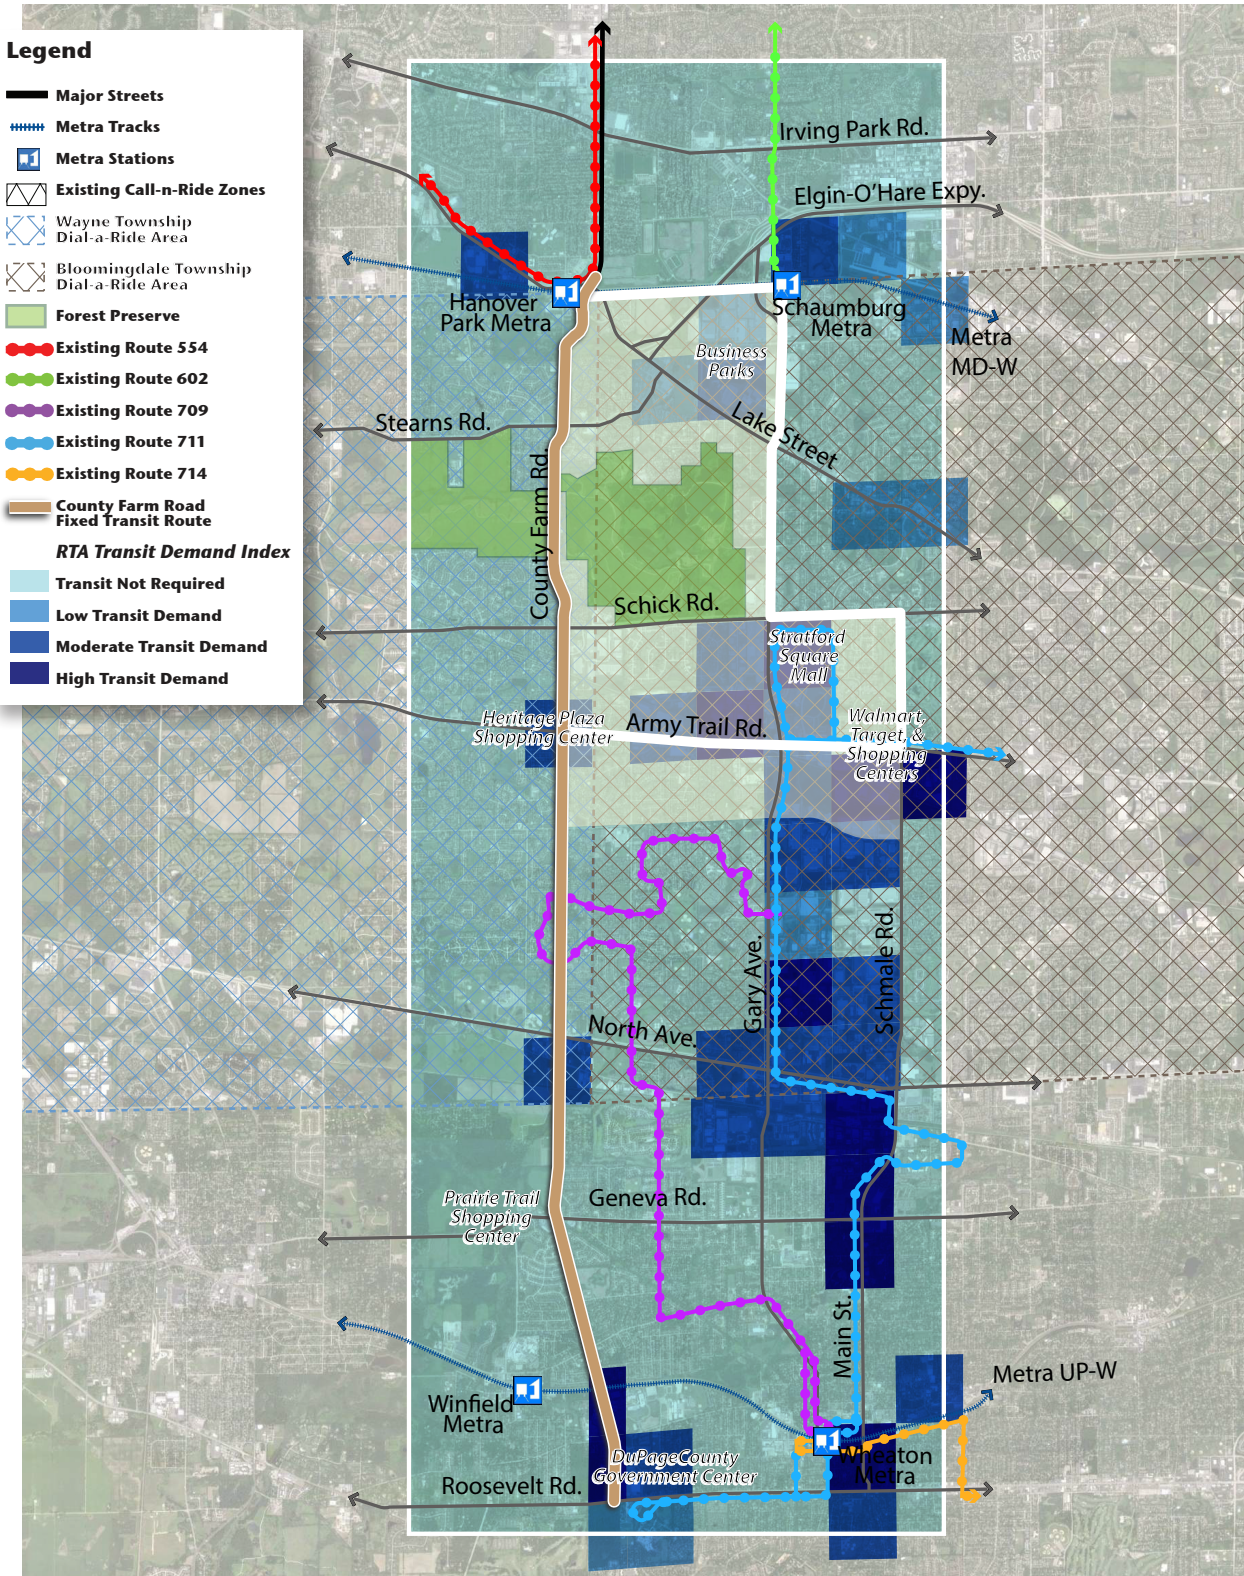 Legend
Major Streets
Metra Tracks
Metra Stations
Existing Call-n-Ride Zones
Wayne Township
Dial-a-Ride Area
Bloomingdale Township
Dial-a-Ride Area
Forest Preserve
Existing Route 554
Existing Route 602
Existing Route 709
Existing Route 711
Existing Route 714
County Farm Road
Fixed Transit Route
RTA Transit Demand Index
Transit Not Required
Low Transit Demand
Moderate Transit Demand
High Transit Demand
Irving Park Rd.
Elgin-O'Hare Expy.
Hanover
Park Metra
Schaumburg
Metra
Metra
MD-W
Business
Parks
Stearns Rd.
Lake Street
County Farm Rd.
Schick Rd.
Stratford
Square
Mall
Heritage Plaza
Shopping Center
Army Trail Rd.
Walmart,
Target, &
Shopping
Centers
Gary Ave.
Schmale Rd.
North Ave.
Prairie Trail
Shopping
Center
Geneva Rd.
Main St.
Metra UP-W
Winfield
Metra
DuPageCounty
Government Center
Wheaton
Metra
Roosevelt Rd.